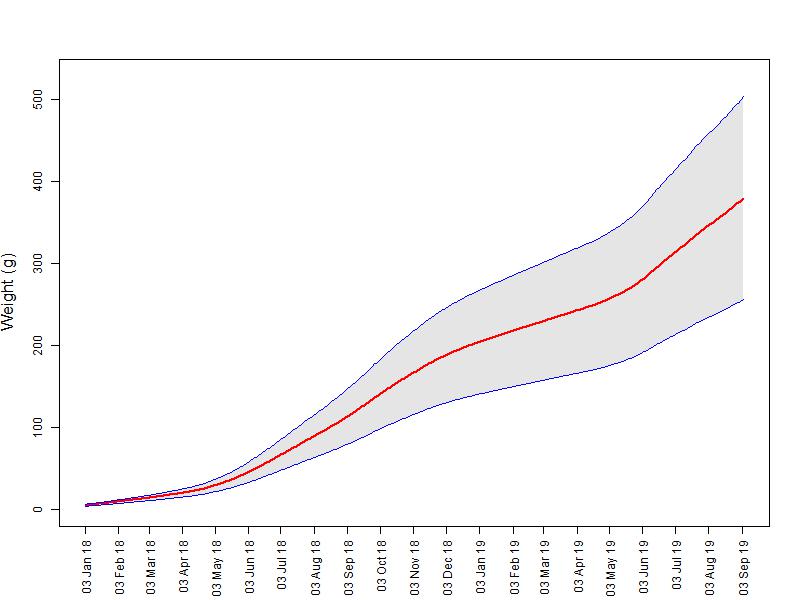 Weight (g)
500
400
300
200
100
0
03 Jan 18
03 Feb 18
03 Mar 18
03 Apr 18
03 May 18
03 Jun 18
03 Jul 18
03 Aug 18
03 Sep 18
03 Oct 18
03 Nov 18
03 Dec 18
03 Jan 19
03 Feb 19
03 Mar 19
03 Apr 19
03 May 19
03 Jun 19
03 Jul 19
03 Aug 19
03 Sep 19